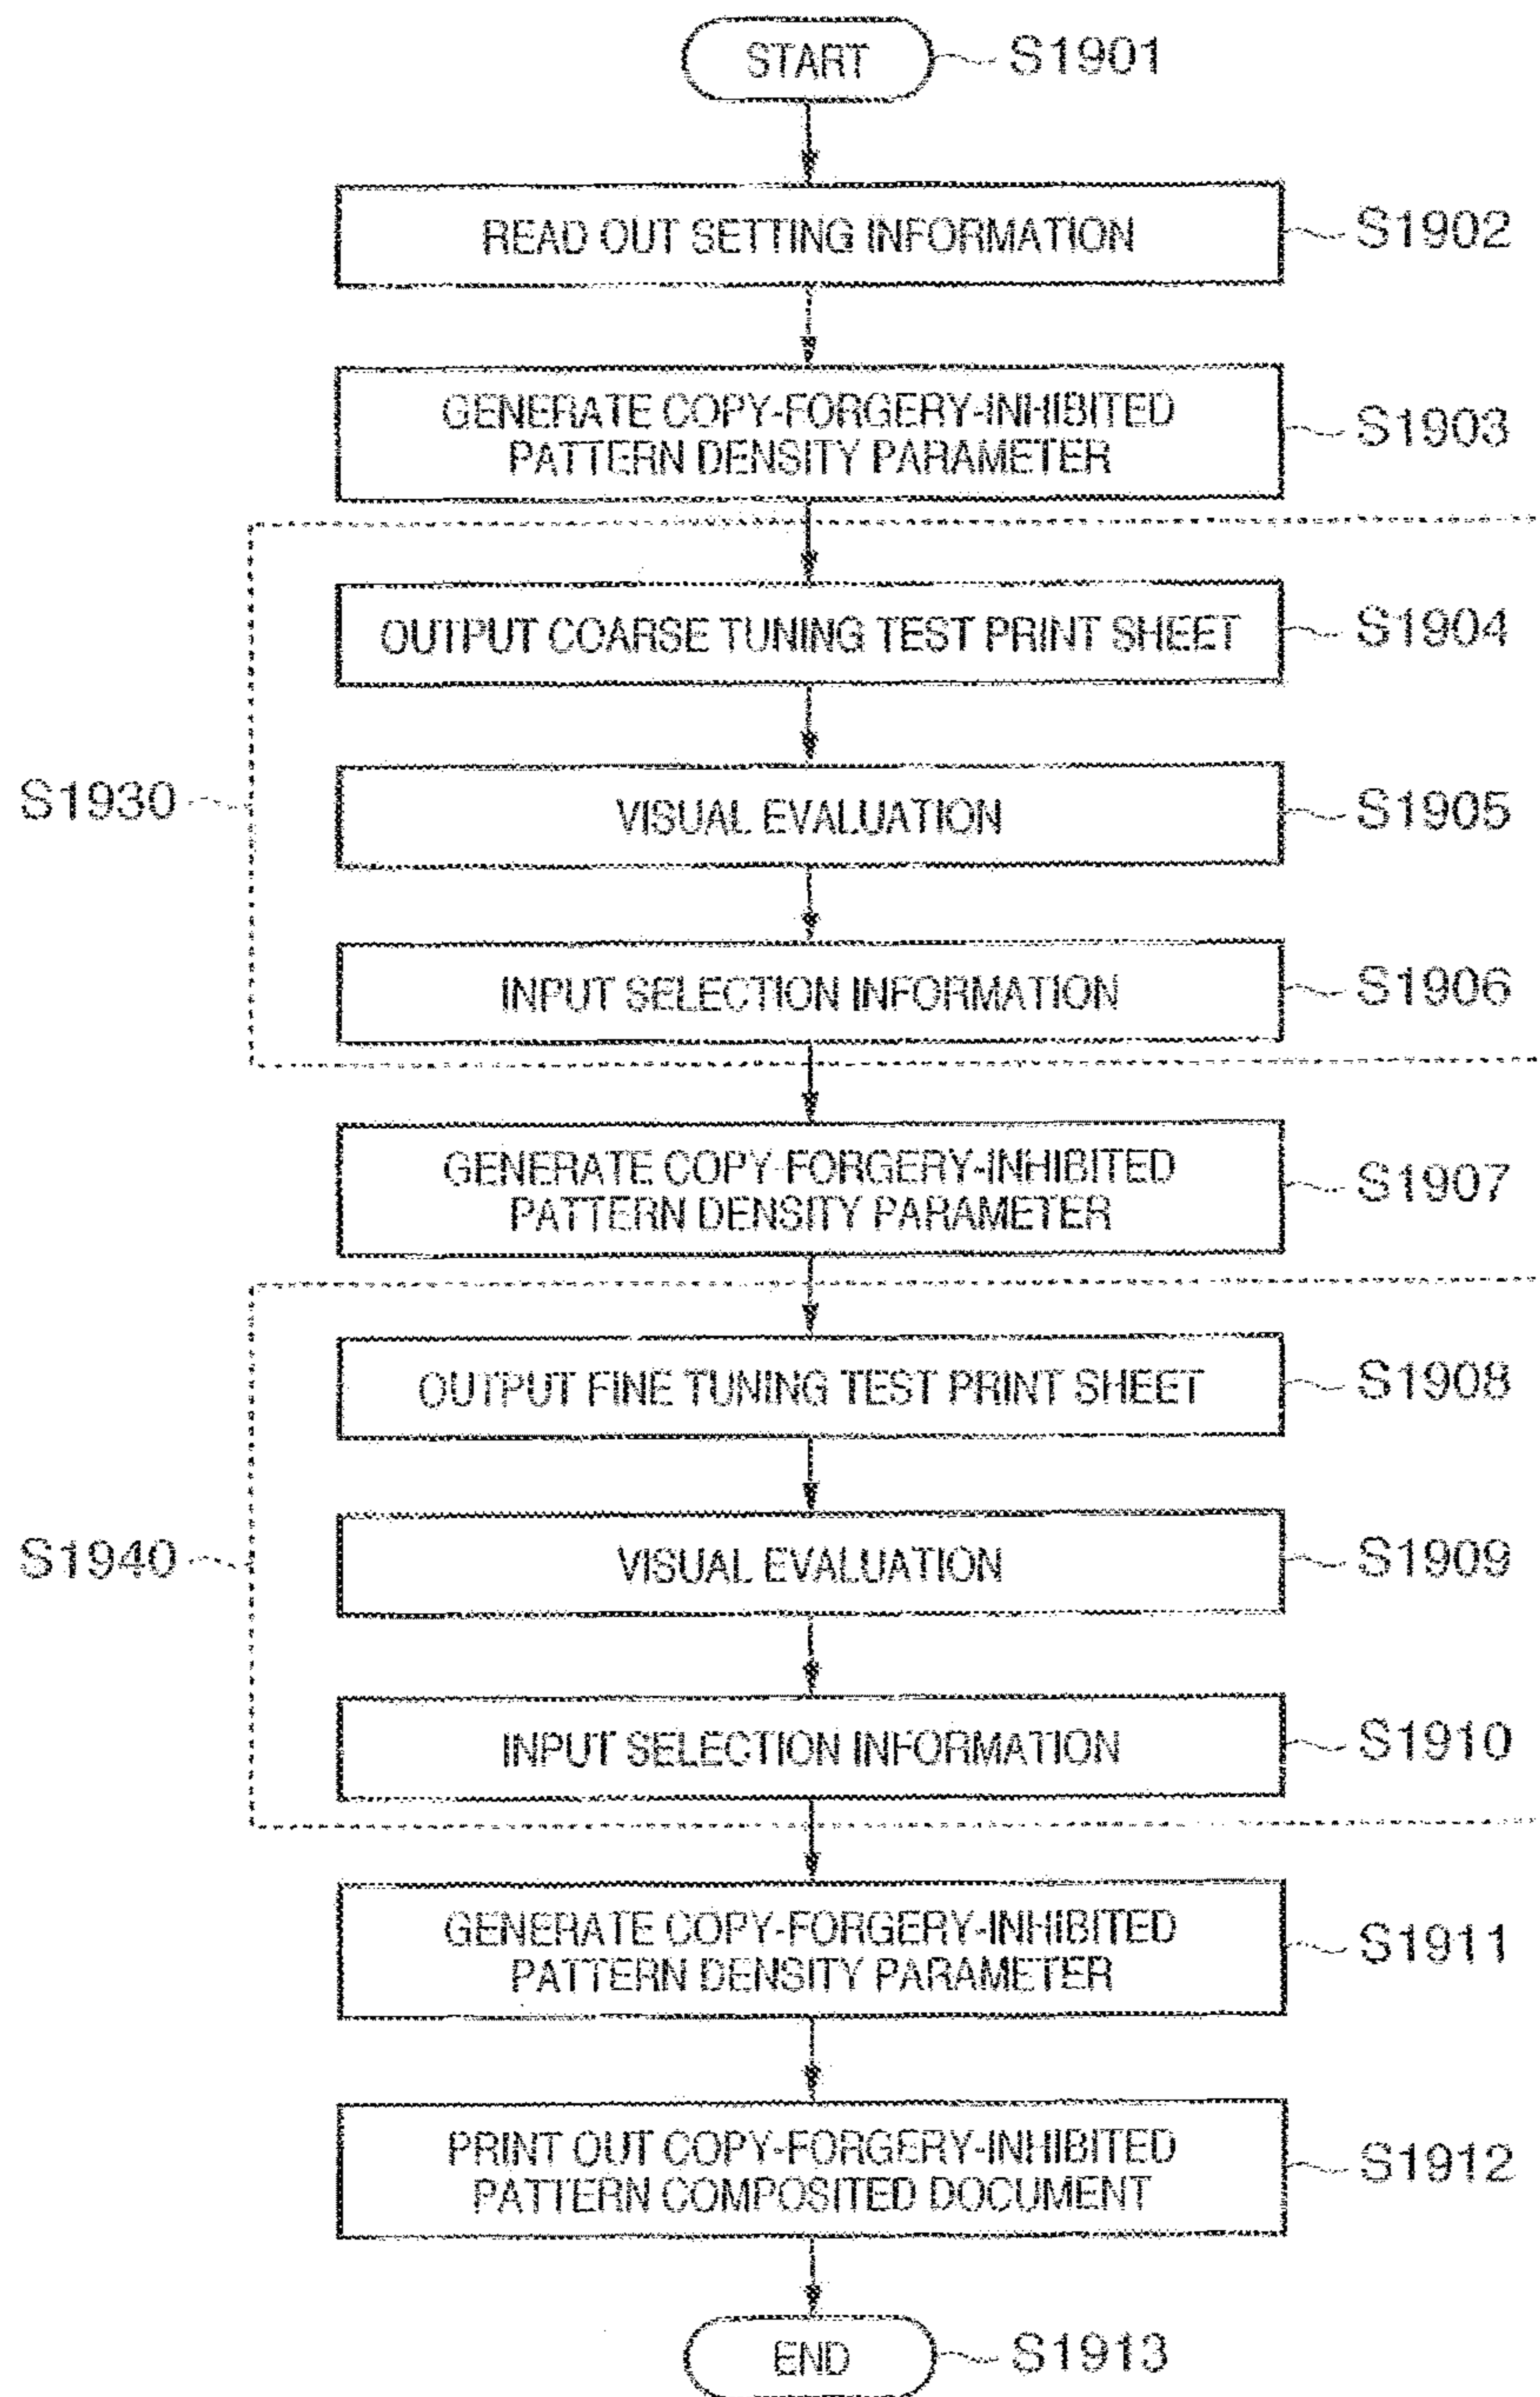 START S1901
READ OUT SETTING INFORMATION S1902
GENERATE COPY-FORGERY-INHIBITED
PATTERN DENSITY PARAMETER S1903
OUTPUT COARSE TUNING TEST PRINT SHEET S1904
S1930 VISUAL EVALUATION S1905
INPUT SELECTION INFORMATION S1906
GENERATE COPY-FORGERY-INHIBITED
PATTERN DENSITY PARAMETER S1907
OUTPUT FINE TUNING TEST PRINT SHEET S1908
S1940 VISUAL EVALUATION S1909
INPUT SELECTION INFORMATION S1910
GENERATE COPY-FORGERY-INHIBITED
PATTERN DENSITY PARAMETER S1911
PRINT OUT COPY-FORGERY-INHIBITED
PATTERN COMPOSITED DOCUMENT S1912
END S1913